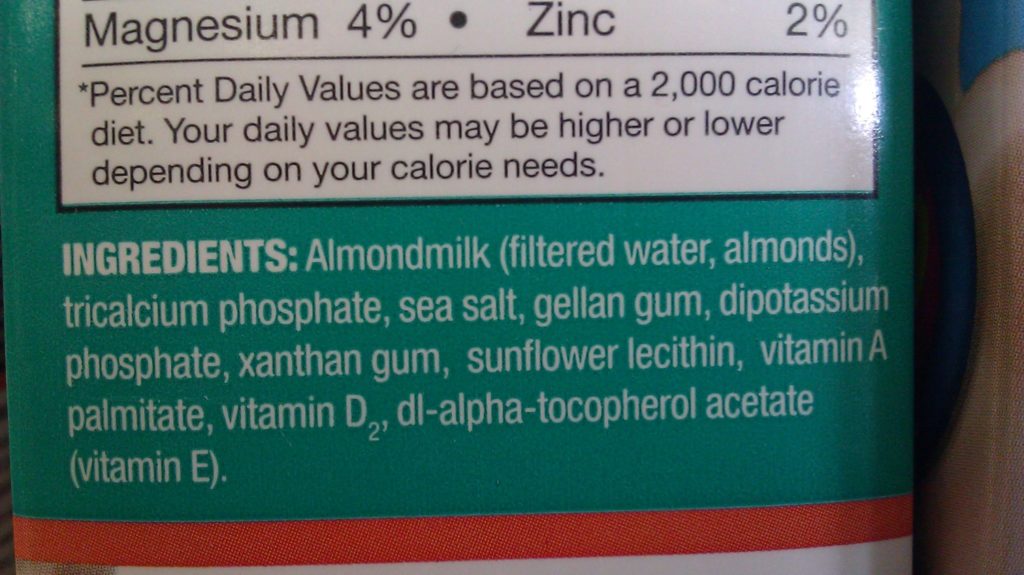 Magnesium 4% • Zinc 2%
*Percent Daily Values are based on a 2,000 calorie
diet. Your daily values may be higher or lower
depending on your calorie needs.
INGREDIENTS: Almondmilk (filtered water, almonds),
tricalcium phosphate, sea salt, gellan gum, dipotassium
phosphate, xanthan gum, sunflower lecithin, vitamin A
palmitate, vitamin D₂, dl-alpha-tocopherol acetate
(vitamin E).